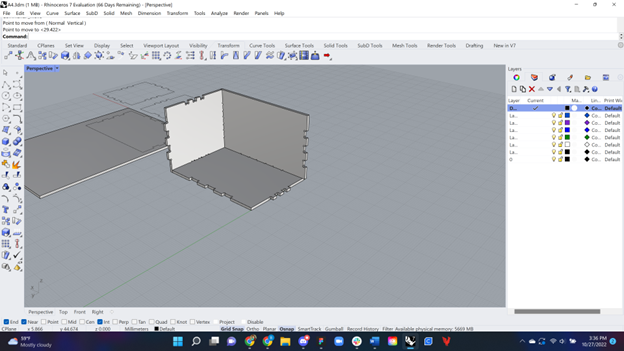 A4.3dm (1 MB) - Rhinoceros 7 Evaluation (66 Days Remaining) - [Perspective]
File Edit View Curve Surface SubD Solid Mesh Dimension Transform Tools Analyze Render Panels Help
Point to move from ( Normal Vertical )
Point to move to <29.422>
Command:
Standard CPlanes Set View Display Select Viewport Layout Visibility Transform Curve Tools Surface Tools Solid Tools SubD Tools Mesh Tools Render Tools Drafting New in V7
Perspective
Layers
Layer Current Ma... Lin... Print Wid
D... Co... Default
La... Co... Default
La... Co... Default
La... Co... Default
La... Co... Default
La... Co... Default
La... Co... Default
0 Co... Default
z
x
y
Perspective Top Front Right
End Near Point Mid Cen Int Perp Tan Quad Knot Vertex Project Disable
CPlane x 5.866 y 44.674 z 0.000 Millimeters Default Grid Snap Ortho Planar Osnap SmartTrack Gumball Record History Filter Available physical memory: 5669 MB
59°F
Mostly cloudy
3:36 PM
10/27/2022